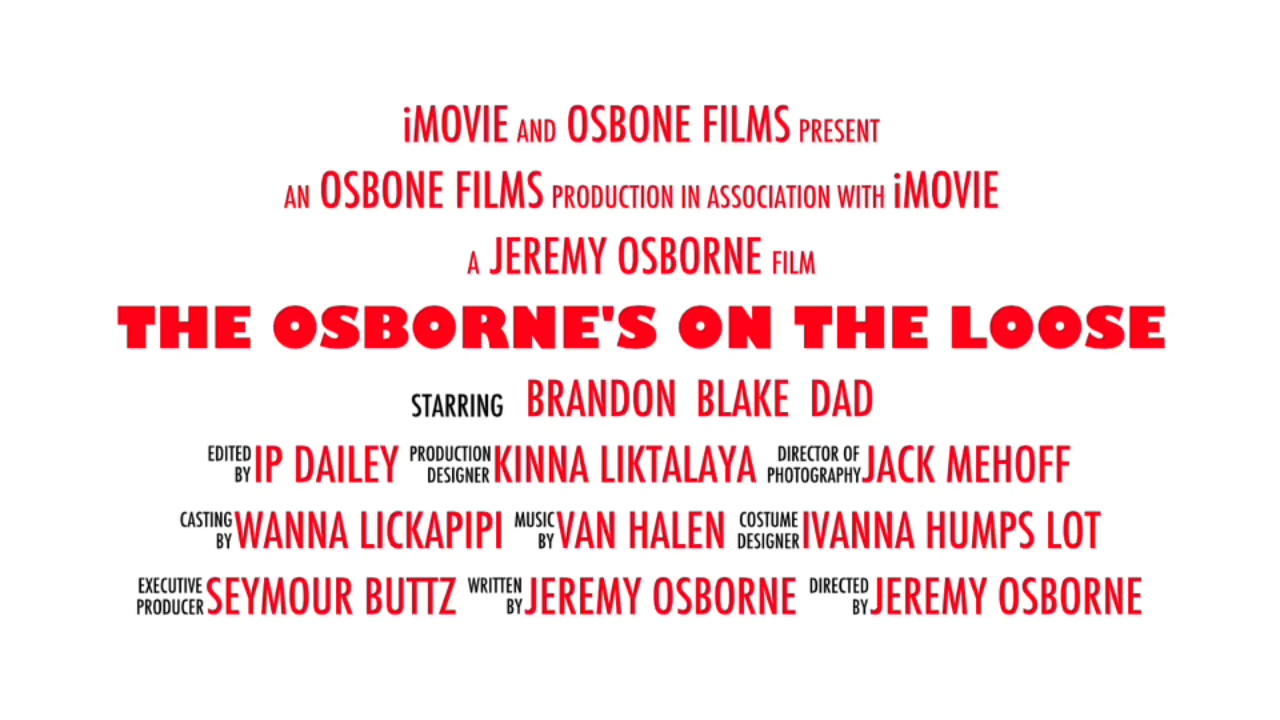 iMOVIE AND OSBONE FILMS PRESENT
AN OSBONE FILMS PRODUCTION IN ASSOCIATION WITH iMOVIE
A JEREMY OSBORNE FILM
THE OSBORNE'S ON THE LOOSE
STARRING BRANDON BLAKE DAD
EDITED BY IP DAILEY PRODUCTION DESIGNER KINNA LIKTALAYA DIRECTOR OF PHOTOGRAPHY JACK MEHOFF
CASTING BY WANNA LICKAPIPI MUSIC BY VAN HALEN COSTUME DESIGNER IVANNA HUMPS LOT
EXECUTIVE PRODUCER SEYMOUR BUTTZ WRITTEN BY JEREMY OSBORNE DIRECTED BY JEREMY OSBORNE